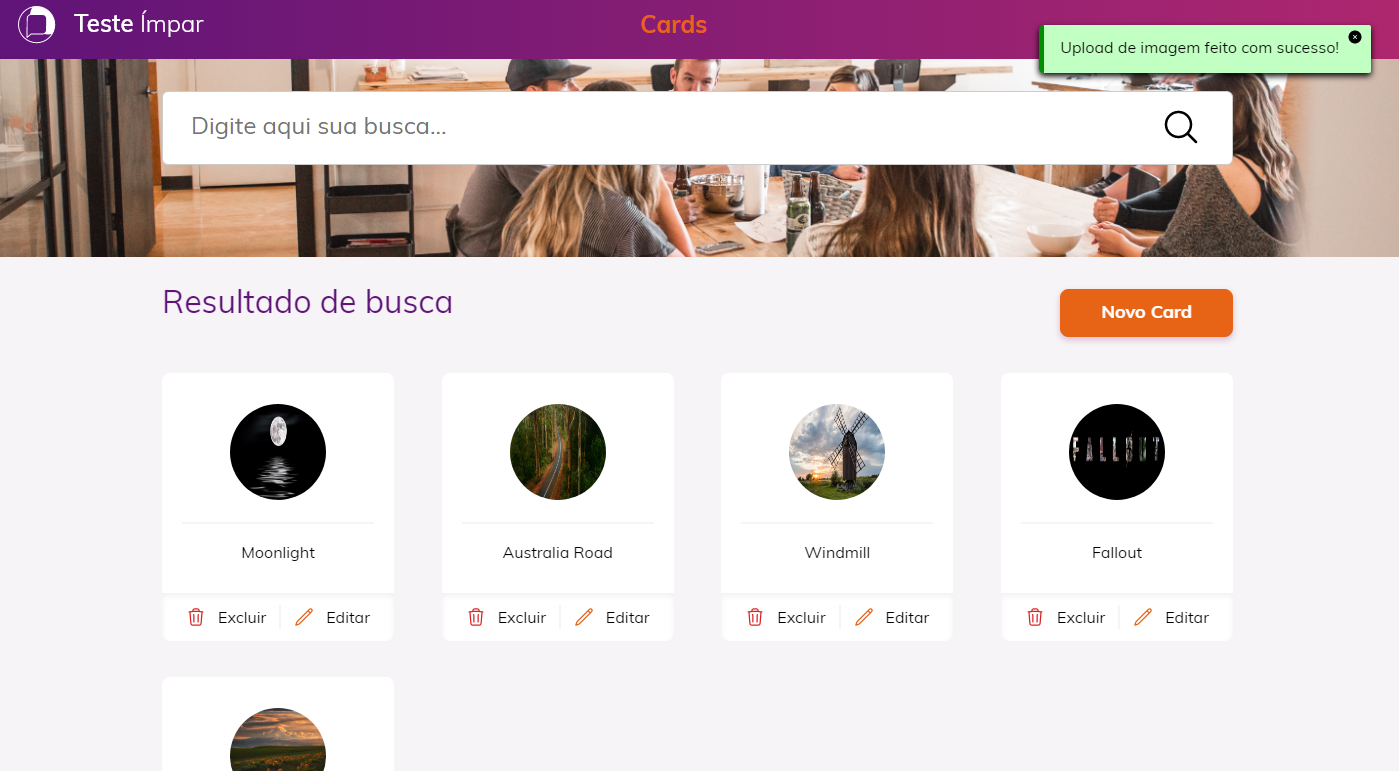 Teste Ímpar
Cards
Upload de imagem feito com sucesso!
Digite aqui sua busca...
Resultado de busca
Novo Card
FALLOUT
Moonlight
Australia Road
Windmill
Fallout
Excluir Editar
Excluir Editar
Excluir Editar
Excluir Editar